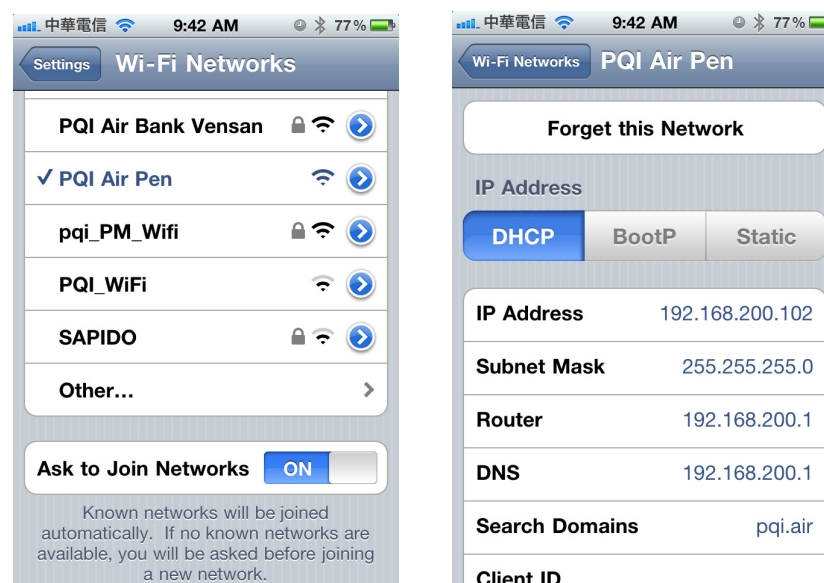 中華電信 9:42 AM 77%
Settings Wi-Fi Networks
PQI Air Bank Vensan
PQI Air Pen
pqi_PM_Wifi
PQI_WiFi
SAPIDO
Other...
Ask to Join Networks ON
Known networks will be joined
automatically. If no known networks are
available, you will be asked before joining
a new network.
中華電信 9:42 AM 77%
Wi-Fi Networks PQI Air Pen
Forget this Network
IP Address
DHCP BootP Static
IP Address 192.168.200.102
Subnet Mask 255.255.255.0
Router 192.168.200.1
DNS 192.168.200.1
Search Domains pqi.air
Client ID